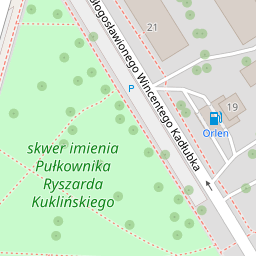 21
Błogosławionego Wincentego Kadłubka
P
19
Orlen
skwer imienia
Pułkownika
Ryszarda
Kuklińskiego